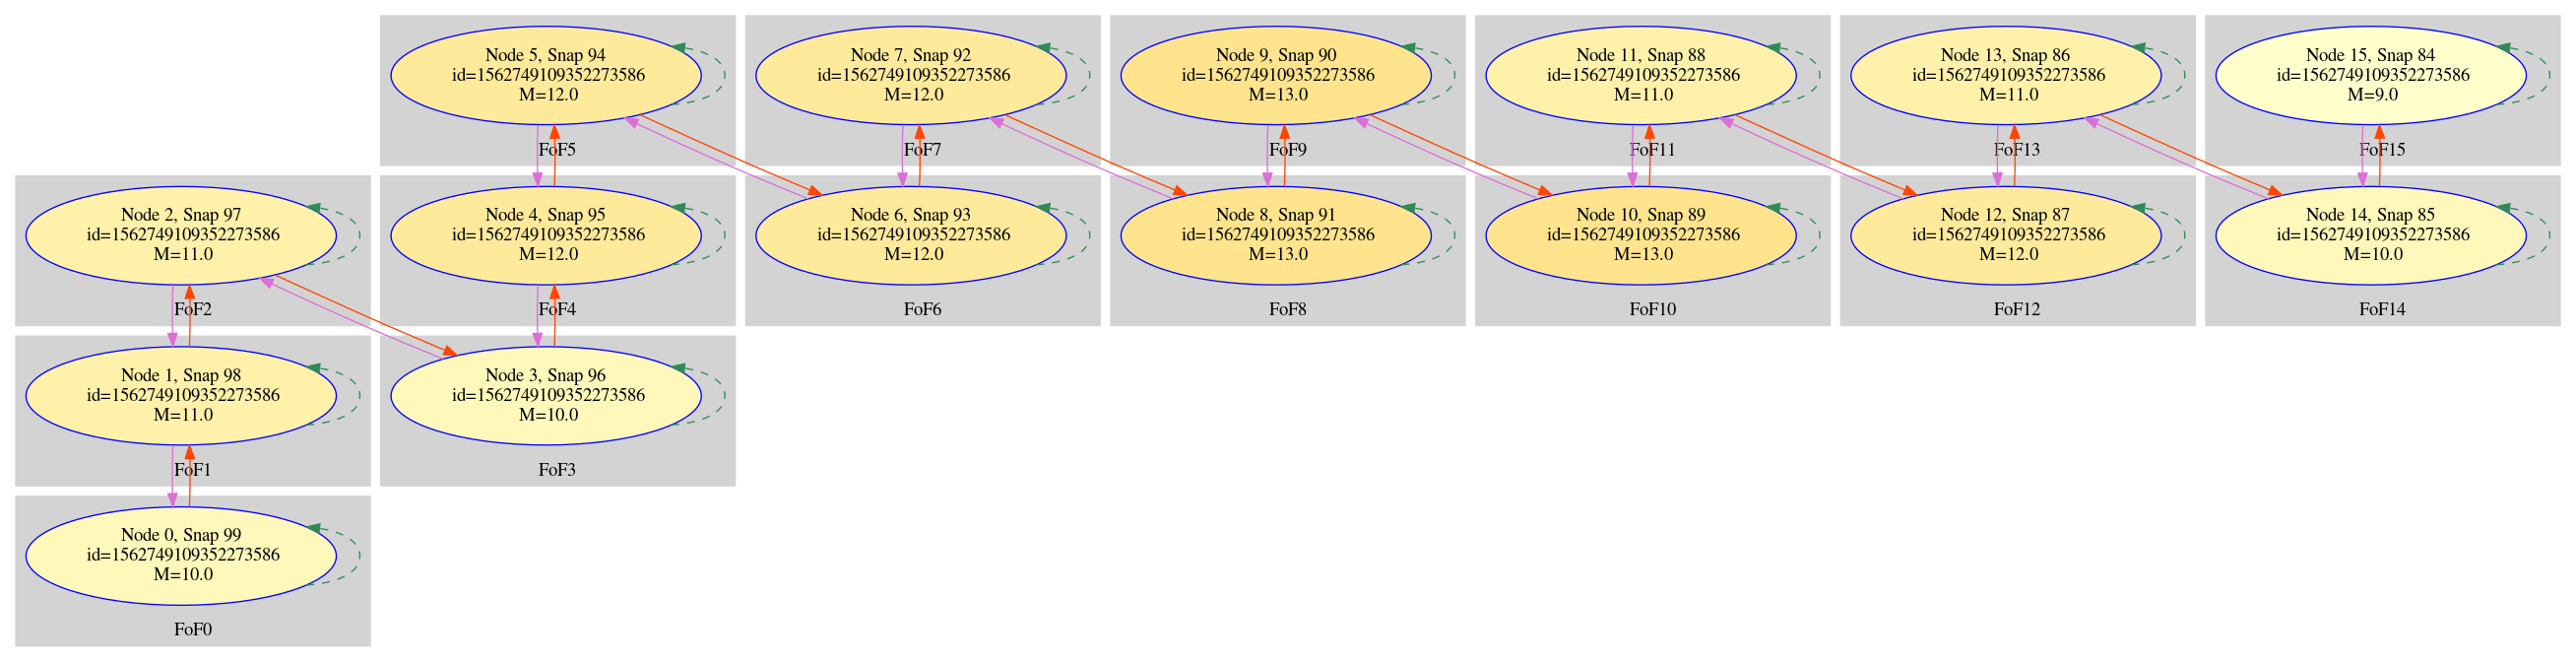 Node 5, Snap 94
id=1562749109352273586
M=12.0
FoF5
Node 7, Snap 92
id=1562749109352273586
M=12.0
FoF7
Node 9, Snap 90
id=1562749109352273586
M=13.0
FoF9
Node 11, Snap 88
id=1562749109352273586
M=11.0
FoF11
Node 13, Snap 86
id=1562749109352273586
M=11.0
FoF13
Node 15, Snap 84
id=1562749109352273586
M=9.0
FoF15
Node 2, Snap 97
id=1562749109352273586
M=11.0
FoF2
Node 4, Snap 95
id=1562749109352273586
M=12.0
FoF4
Node 6, Snap 93
id=1562749109352273586
M=12.0
FoF6
Node 8, Snap 91
id=1562749109352273586
M=13.0
FoF8
Node 10, Snap 89
id=1562749109352273586
M=13.0
FoF10
Node 12, Snap 87
id=1562749109352273586
M=12.0
FoF12
Node 14, Snap 85
id=1562749109352273586
M=10.0
FoF14
Node 1, Snap 98
id=1562749109352273586
M=11.0
FoF1
Node 3, Snap 96
id=1562749109352273586
M=10.0
FoF3
Node 0, Snap 99
id=1562749109352273586
M=10.0
FoF0